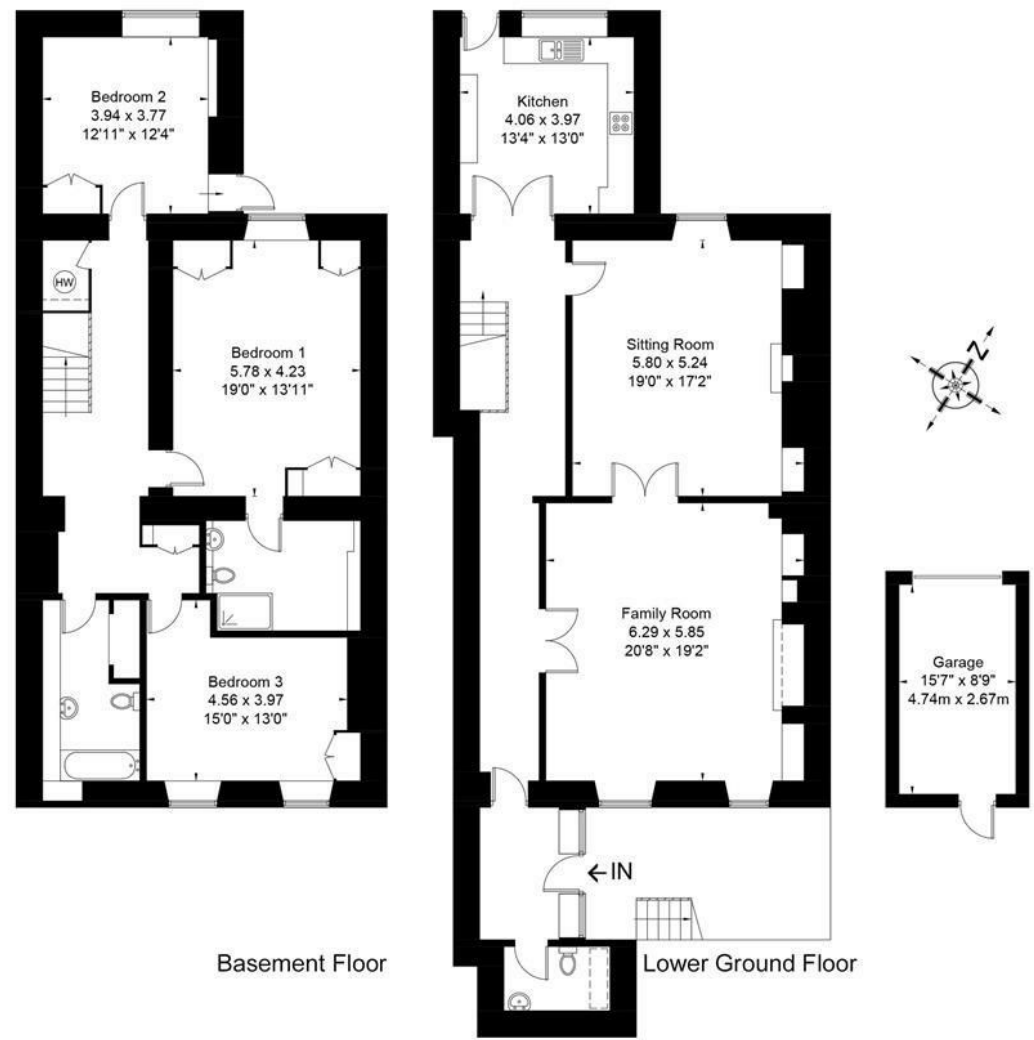 Bedroom 2
3.94 x 3.77
12'11" x 12'4"
HW
Bedroom 1
5.78 x 4.23
19'0" x 13'11"
Bedroom 3
4.56 x 3.97
15'0" x 13'0"
Basement Floor
Kitchen
4.06 x 3.97
13'4" x 13'0"
Sitting Room
5.80 x 5.24
19'0" x 17'2"
Family Room
6.29 x 5.85
20'8" x 19'2"
←IN
Lower Ground Floor
N
Garage
15'7" x 8'9"
4.74m x 2.67m